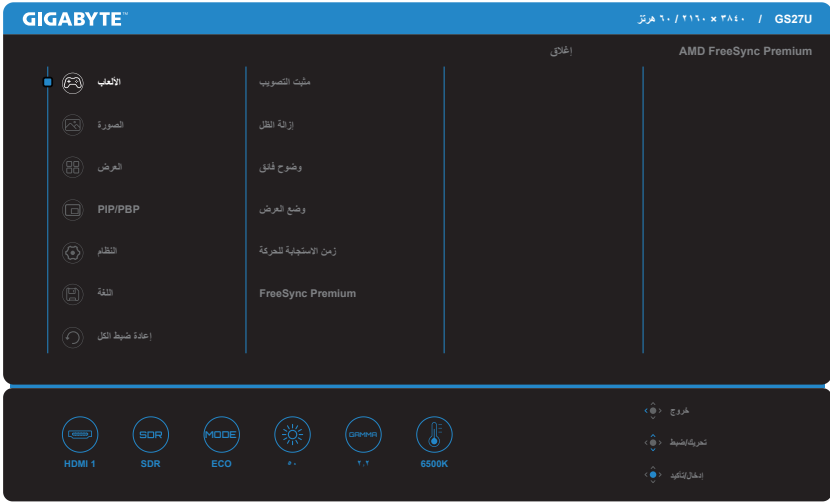 GIGABYTE™
GS27U / ٣٨٤٠ × ٢١٦٠ / ٦٠ هرتز
AMD FreeSync Premium
إغلاق
الألعاب
الصورة
العرض
PIP/PBP
النظام
اللغة
إعادة ضبط الكل
مثبت التصويب
إزالة الظل
وضوح فائق
وضع العرض
زمن الاستجابة للحركة
FreeSync Premium
SDR
MODE
GAMMA
HDMI 1
SDR
ECO
٥٠
٢,٢
6500K
خروج
تحريك/ضبط
إدخال/تأكيد